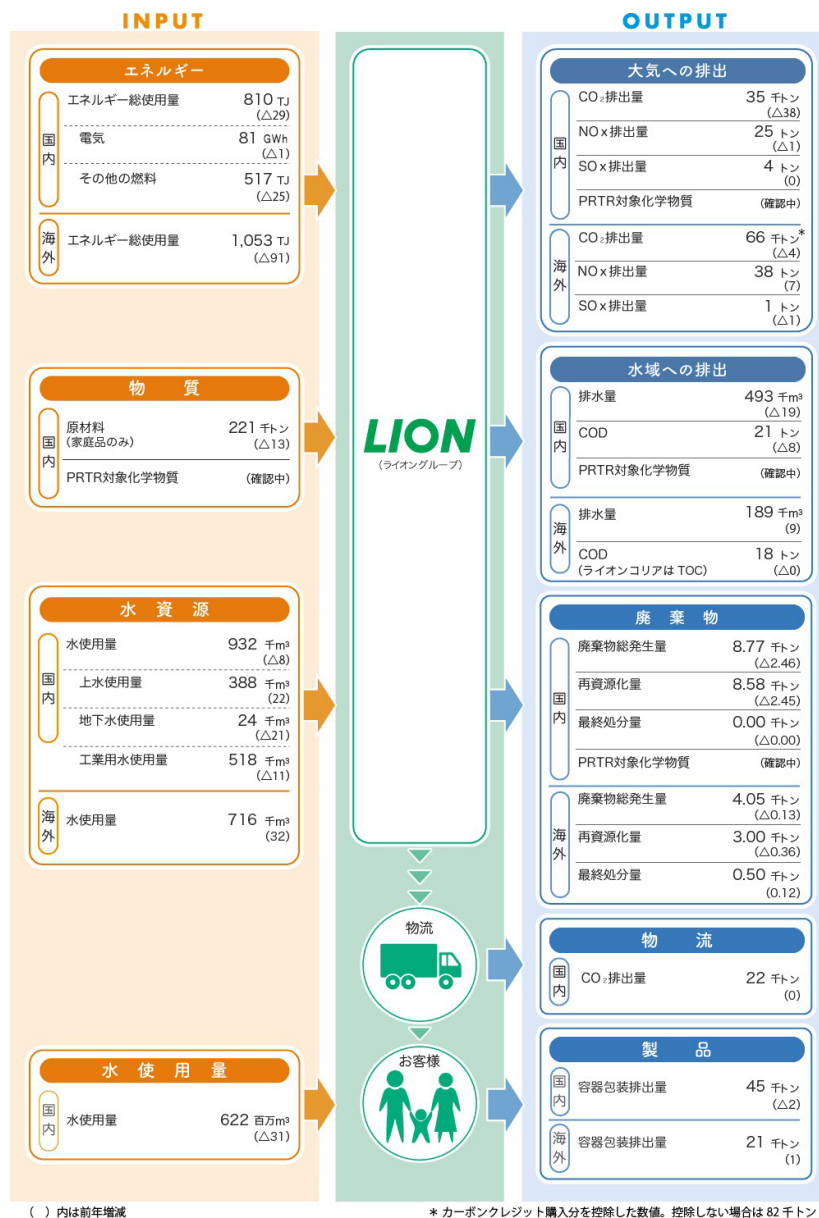 INPUT
エネルギー
国内
エネルギー総使用量 810 TJ
(△29)
電気 81 GWh
(△1)
その他の燃料 517 TJ
(△25)
海外
エネルギー総使用量 1,053 TJ
(△91)
物質
国内
原材料 221 千トン
(家庭品のみ) (△13)
PRTR対象化学物質 (確認中)
水資源
国内
水使用量 932 千m³
(△8)
上水使用量 388 千m³
(22)
地下水使用量 24 千m³
(△21)
工業用水使用量 518 千m³
(△11)
海外
水使用量 716 千m³
(32)
水使用量
国内
水使用量 622 百万m³
(△31)
LION
(ライオングループ)
物流
お客様
OUTPUT
大気への排出
国内
CO₂排出量 35 千トン
(△38)
NOx排出量 25 トン
(△1)
SOx排出量 4 トン
(0)
PRTR対象化学物質 (確認中)
海外
CO₂排出量 66 千トン*
(△4)
NOx排出量 38 トン
(7)
SOx排出量 1 トン
(△1)
水域への排出
国内
排水量 493 千m³
(△19)
COD 21 トン
(△8)
PRTR対象化学物質 (確認中)
海外
排水量 189 千m³
(9)
COD 18 トン
(ライオンコリアは TOC) (△0)
廃棄物
国内
廃棄物総発生量 8.77 千トン
(△2.46)
再資源化量 8.58 千トン
(△2.45)
最終処分量 0.00 千トン
(△0.00)
PRTR対象化学物質 (確認中)
海外
廃棄物総発生量 4.05 千トン
(△0.13)
再資源化量 3.00 千トン
(△0.36)
最終処分量 0.50 千トン
(0.12)
物流
国内
CO₂排出量 22 千トン
(0)
製品
国内
容器包装排出量 45 千トン
(△2)
海外
容器包装排出量 21 千トン
(1)
( )内は前年増減
* カーボンクレジット購入分を控除した数値。控除しない場合は 82 千トン